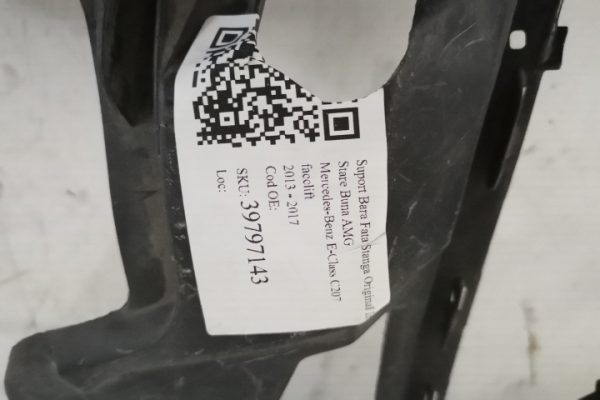 Suport Bara Fata Stanga Original
Stare Buna AMG
Mercedes-Benz E-Class C207
facelift
2013 - 2017
Cod OE:
SKU: 39797143
Loc: